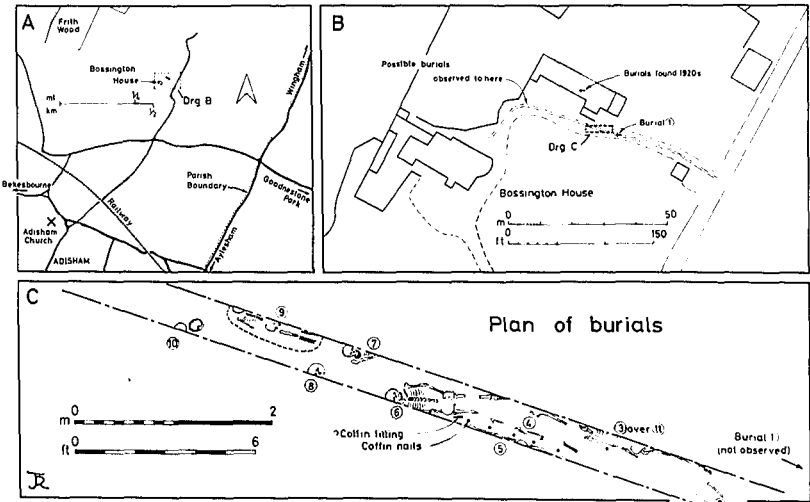 A
Frith
Wood
Bossington
House
Drg B
ml
km
1/4
1/2
Wingham
Parish
Boundary
Goodnestone
Park
Bekesbourne
Railway
Adisham
Church
ADISHAM
Aylesham
B
Possible burials
observed to here
Burials found 1920s
Burial 1)
Drg C
Bossington House
0 50
m
0 150
ft
C
Plan of burials
9
10
7
8
6
4
3 over 11
5
?Coffin fitting
Coffin nails
Burial 1)
(not observed)
0 2
m
0 6
ft